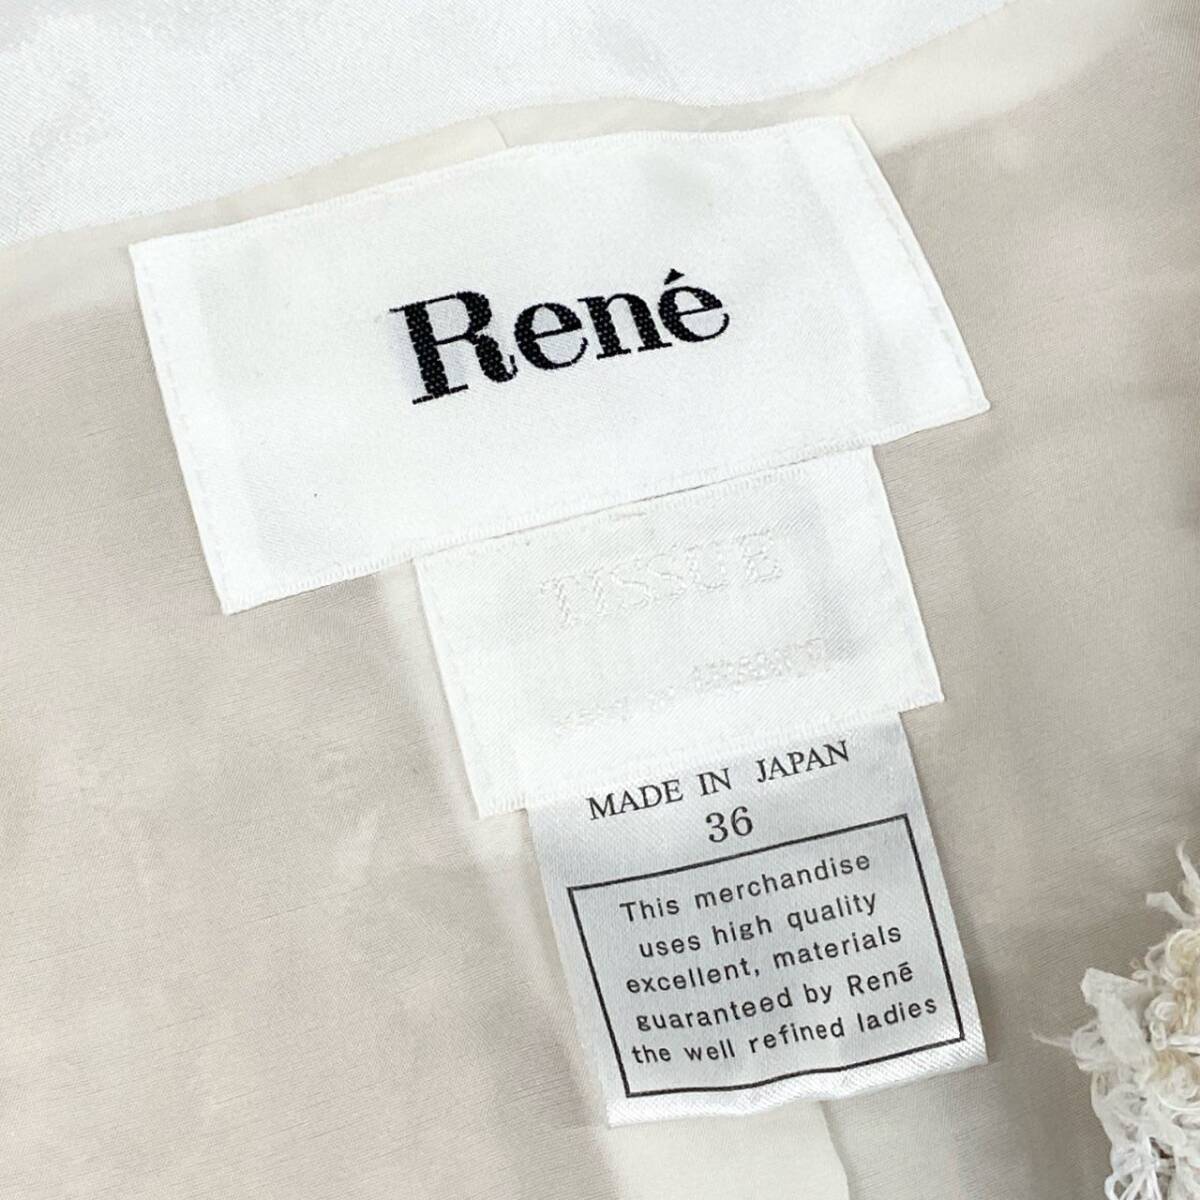 René
TISSUE
MADE IN JAPAN
36
This merchandise
uses high quality
excellent, materials
guaranteed by Renē
the well refined ladies